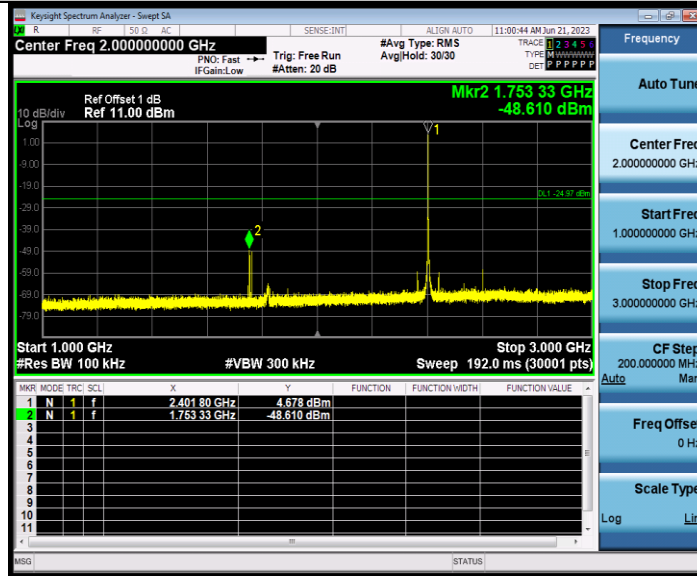 Keysight Spectrum Analyzer - Swept SA
LXI R RF 50 Ω AC SENSE:INT ALIGN AUTO 11:00:44 AM Jun 21, 2023
Center Freq 2.000000000 GHz #Avg Type: RMS TRACE 1 2 3 4 5 6
PNO: Fast Trig: Free Run Avg|Hold: 30/30 TYPE M WWWWW
IFGain:Low #Atten: 20 dB DET P P P P P P
Mkr2 1.753 33 GHz
Ref Offset 1 dB
10 dB/div Ref 11.00 dBm -48.610 dBm
Log
1
1.00
-9.00
-19.0
DL1 -24.97 dBm
-29.0
2
-39.0
-49.0
-59.0
-69.0
-79.0
Start 1.000 GHz Stop 3.000 GHz
#Res BW 100 kHz #VBW 300 kHz Sweep 192.0 ms (30001 pts)
MKR MODE TRC SCL X Y FUNCTION FUNCTION WIDTH FUNCTION VALUE
1 N 1 f 2.401 80 GHz 4.678 dBm
2 N 1 f 1.753 33 GHz -48.610 dBm
3
4
5
6
7
8
9
10
11
MSG STATUS
Frequency
Auto Tune
Center Freq
2.000000000 GHz
Start Freq
1.000000000 GHz
Stop Freq
3.000000000 GHz
CF Step
200.000000 MHz
Auto Man
Freq Offset
0 Hz
Scale Type
Log Lin